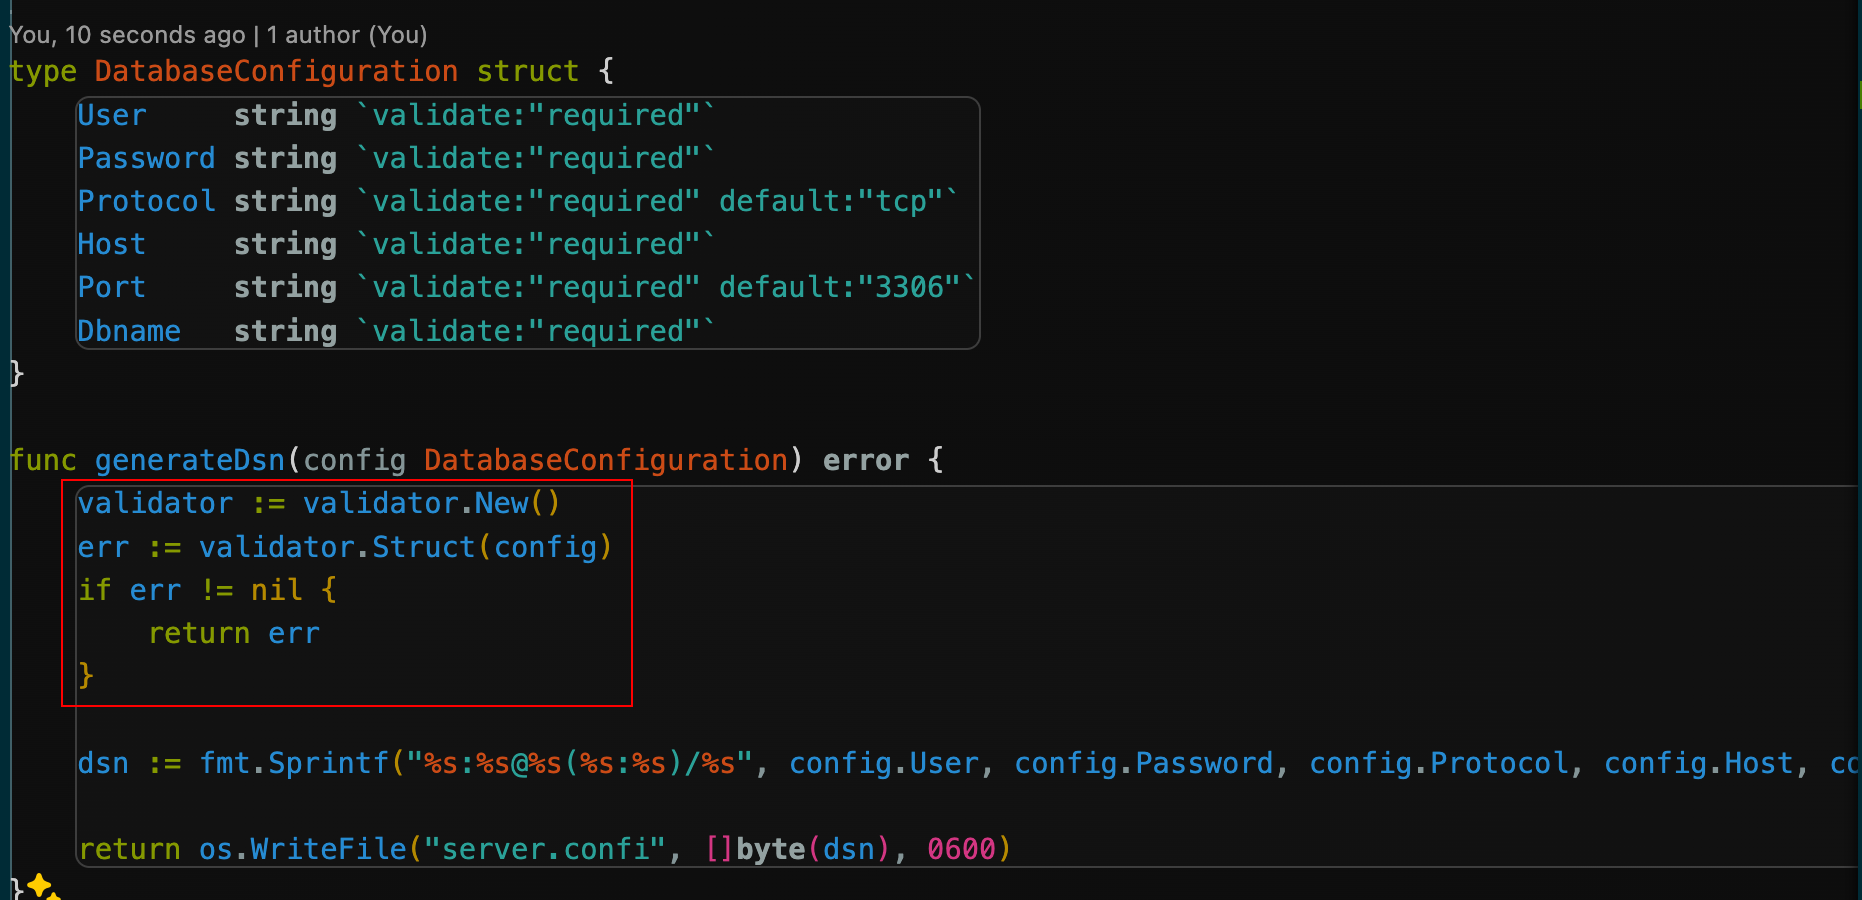 You, 10 seconds ago | 1 author (You)
type DatabaseConfiguration struct {
User     string `validate:"required"`
Password string `validate:"required"`
Protocol string `validate:"required" default:"tcp"`
Host     string `validate:"required"`
Port     string `validate:"required" default:"3306"`
Dbname   string `validate:"required"`
}
func generateDsn(config DatabaseConfiguration) error {
validator := validator.New()
err := validator.Struct(config)
if err != nil {
return err
}
dsn := fmt.Sprintf("%s:%s@%s(%s:%s)/%s", config.User, config.Password, config.Protocol, config.Host, co
return os.WriteFile("server.confi", []byte(dsn), 0600)
}